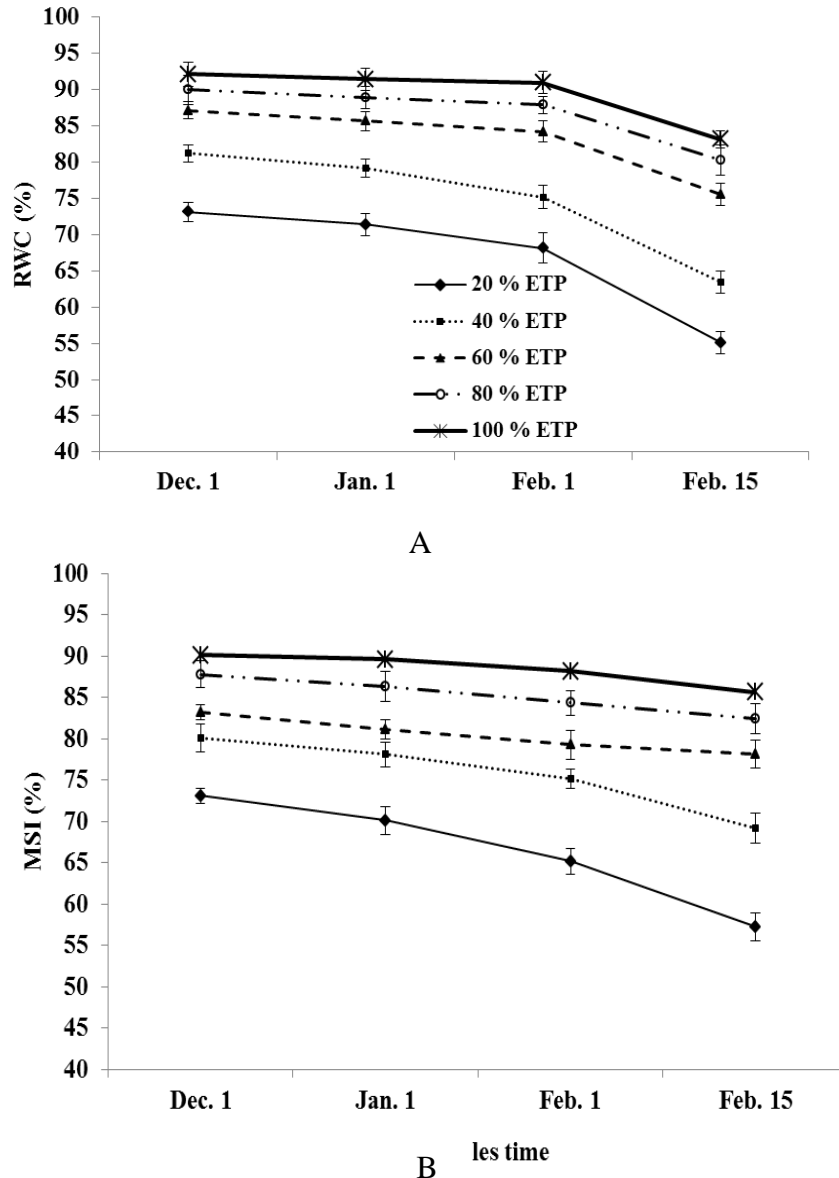 100
95
90
85
80
75
70
65
60
55
50
45
40
RWC (%)
20 % ETP
40 % ETP
60 % ETP
80 % ETP
100 % ETP
Dec. 1 Jan. 1 Feb. 1 Feb. 15
A
100
95
90
85
80
75
70
65
60
55
50
45
40
MSI (%)
Dec. 1 Jan. 1 Feb. 1 Feb. 15
les time
B